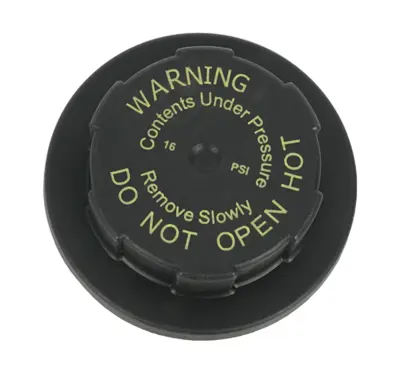 WARNING
Contents Under Pressure
16 PSI
Remove Slowly
DO NOT OPEN HOT